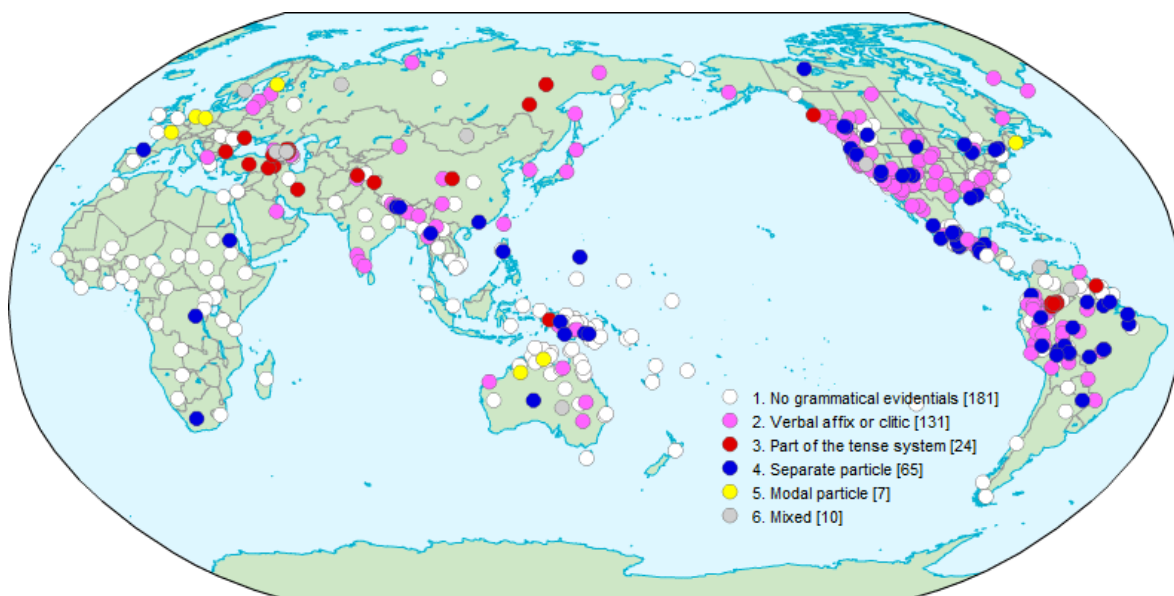 1. No grammatical evidentials [181]
2. Verbal affix or clitic [131]
3. Part of the tense system [24]
4. Separate particle [65]
5. Modal particle [7]
6. Mixed [10]